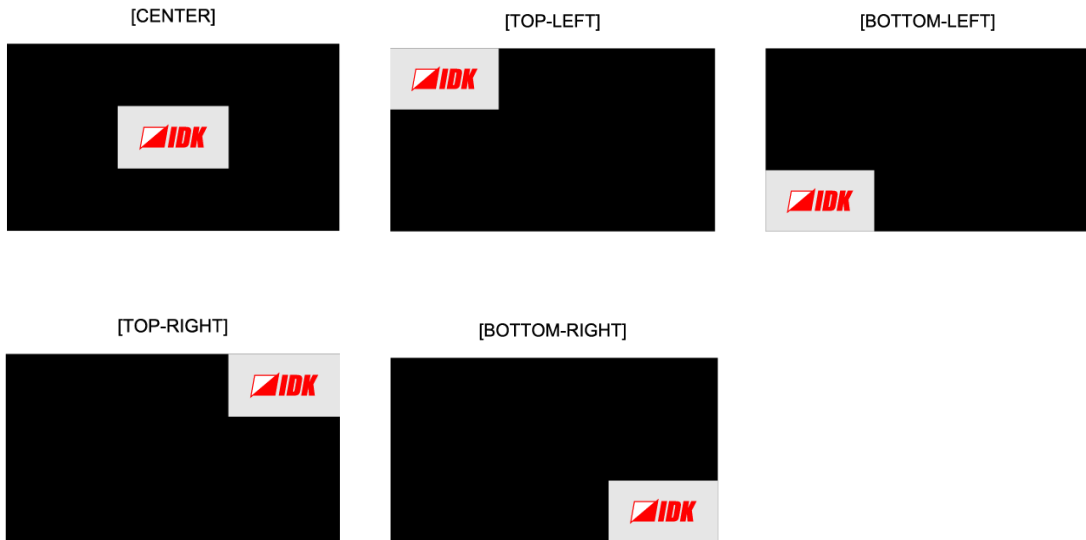 [CENTER]
[TOP-LEFT]
[BOTTOM-LEFT]
IDK
IDK
IDK
[TOP-RIGHT]
[BOTTOM-RIGHT]
IDK
IDK